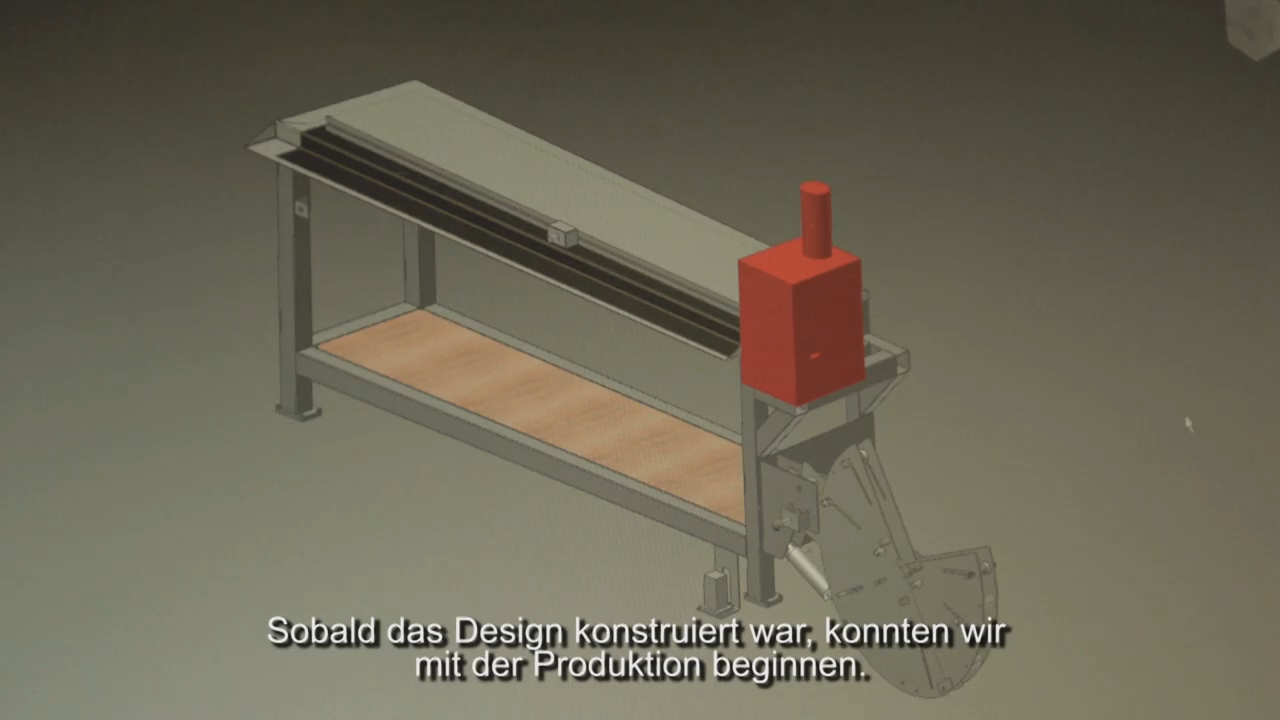 Sobald das Design konstruiert war, konnten wir
mit der Produktion beginnen.